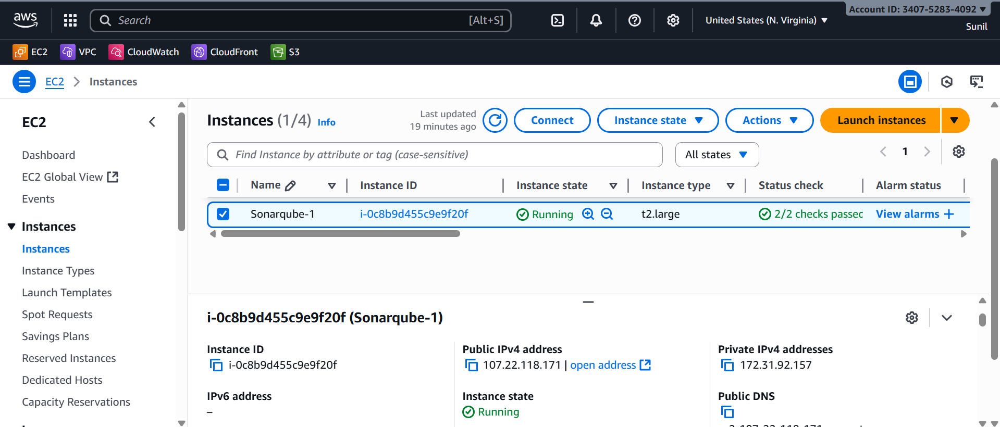 aws
Search
[Alt+S]
United States (N. Virginia)
Account ID: 3407-5283-4092
Sunil
EC2
VPC
CloudWatch
CloudFront
S3
EC2
Instances
EC2
Dashboard
EC2 Global View
Events
Instances
Instances
Instance Types
Launch Templates
Spot Requests
Savings Plans
Reserved Instances
Dedicated Hosts
Capacity Reservations
Instances (1/4) Info
Last updated
19 minutes ago
Connect
Instance state
Actions
Launch instances
Find Instance by attribute or tag (case-sensitive)
All states
1
Name Instance ID Instance state Instance type Status check Alarm status
Sonarqube-1 i-0c8b9d455c9e9f20f Running t2.large 2/2 checks passed View alarms +
i-0c8b9d455c9e9f20f (Sonarqube-1)
Instance ID
i-0c8b9d455c9e9f20f
Public IPv4 address
107.22.118.171 | open address
Private IPv4 addresses
172.31.92.157
IPv6 address
–
Instance state
Running
Public DNS